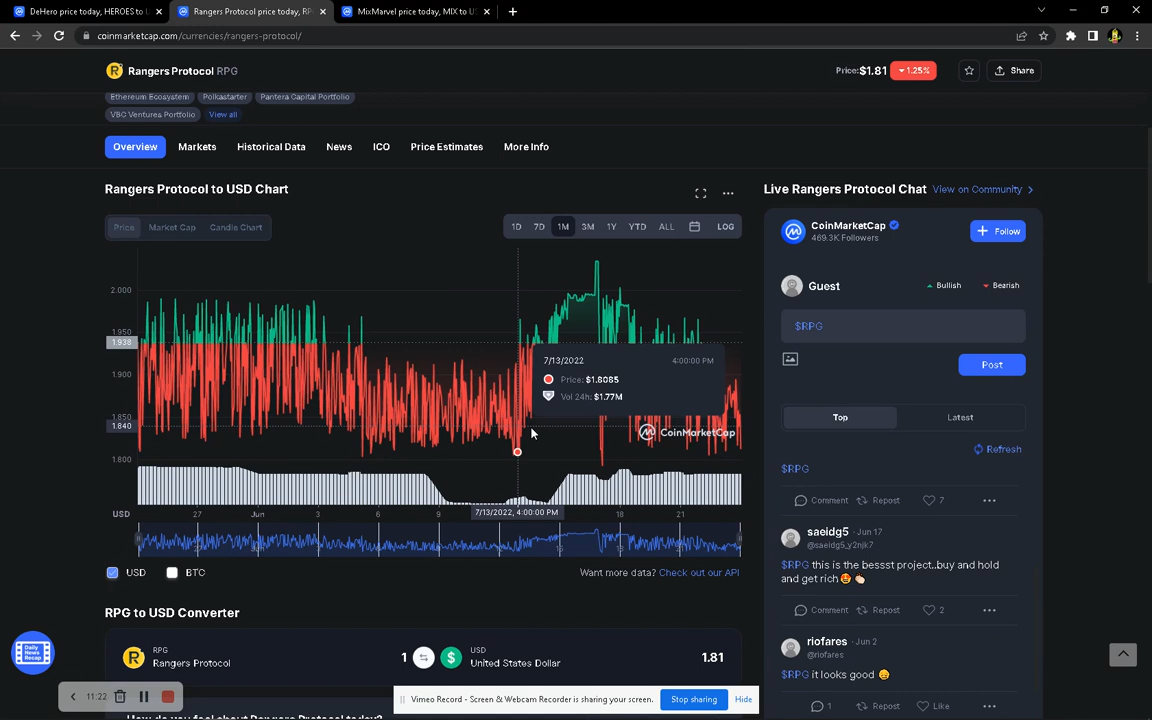 DeHero price today, HEROES to U
Rangers Protocol price today, RP
MixMarvel price today, MIX to US
coinmarketcap.com/currencies/rangers-protocol/
Rangers Protocol RPG
Price: $1.81 1.25%
Share
Ethereum Ecosystem Polkastarter Pantera Capital Portfolio
VBC Ventures Portfolio View all
Overview Markets Historical Data News ICO Price Estimates More Info
Rangers Protocol to USD Chart
Price Market Cap Candle Chart
1D 7D 1M 3M 1Y YTD ALL LOG
2.000
1.950
1.938
1.900
1.850
1.840
1.800
7/13/2022 4:00:00 PM
Price: $1.8085
Vol 24h: $1.77M
CoinMarketCap
USD 27 Jun 3 6 9 7/13/2022, 4:00:00 PM 18 21
USD BTC
Want more data? Check out our API
RPG to USD Converter
RPG
Rangers Protocol
1
USD
United States Dollar
1.81
How do you feel about Rangers Protocol today?
Live Rangers Protocol Chat View on Community
CoinMarketCap
469.3K Followers
Follow
Guest
Bullish Bearish
$RPG
Post
Top Latest
Refresh
$RPG
Comment Repost 7
saeidg5 · Jun 17
@saeidg5_y2njk7
$RPG this is the bessst project..buy and hold
and get rich🤩 👏🏻
Comment Repost 2
riofares · Jun 2
@riofares
$RPG it looks good 😄
1 Repost Like
Daily
News
Recap
11:22
Vimeo Record - Screen & Webcam Recorder is sharing your screen. Stop sharing Hide